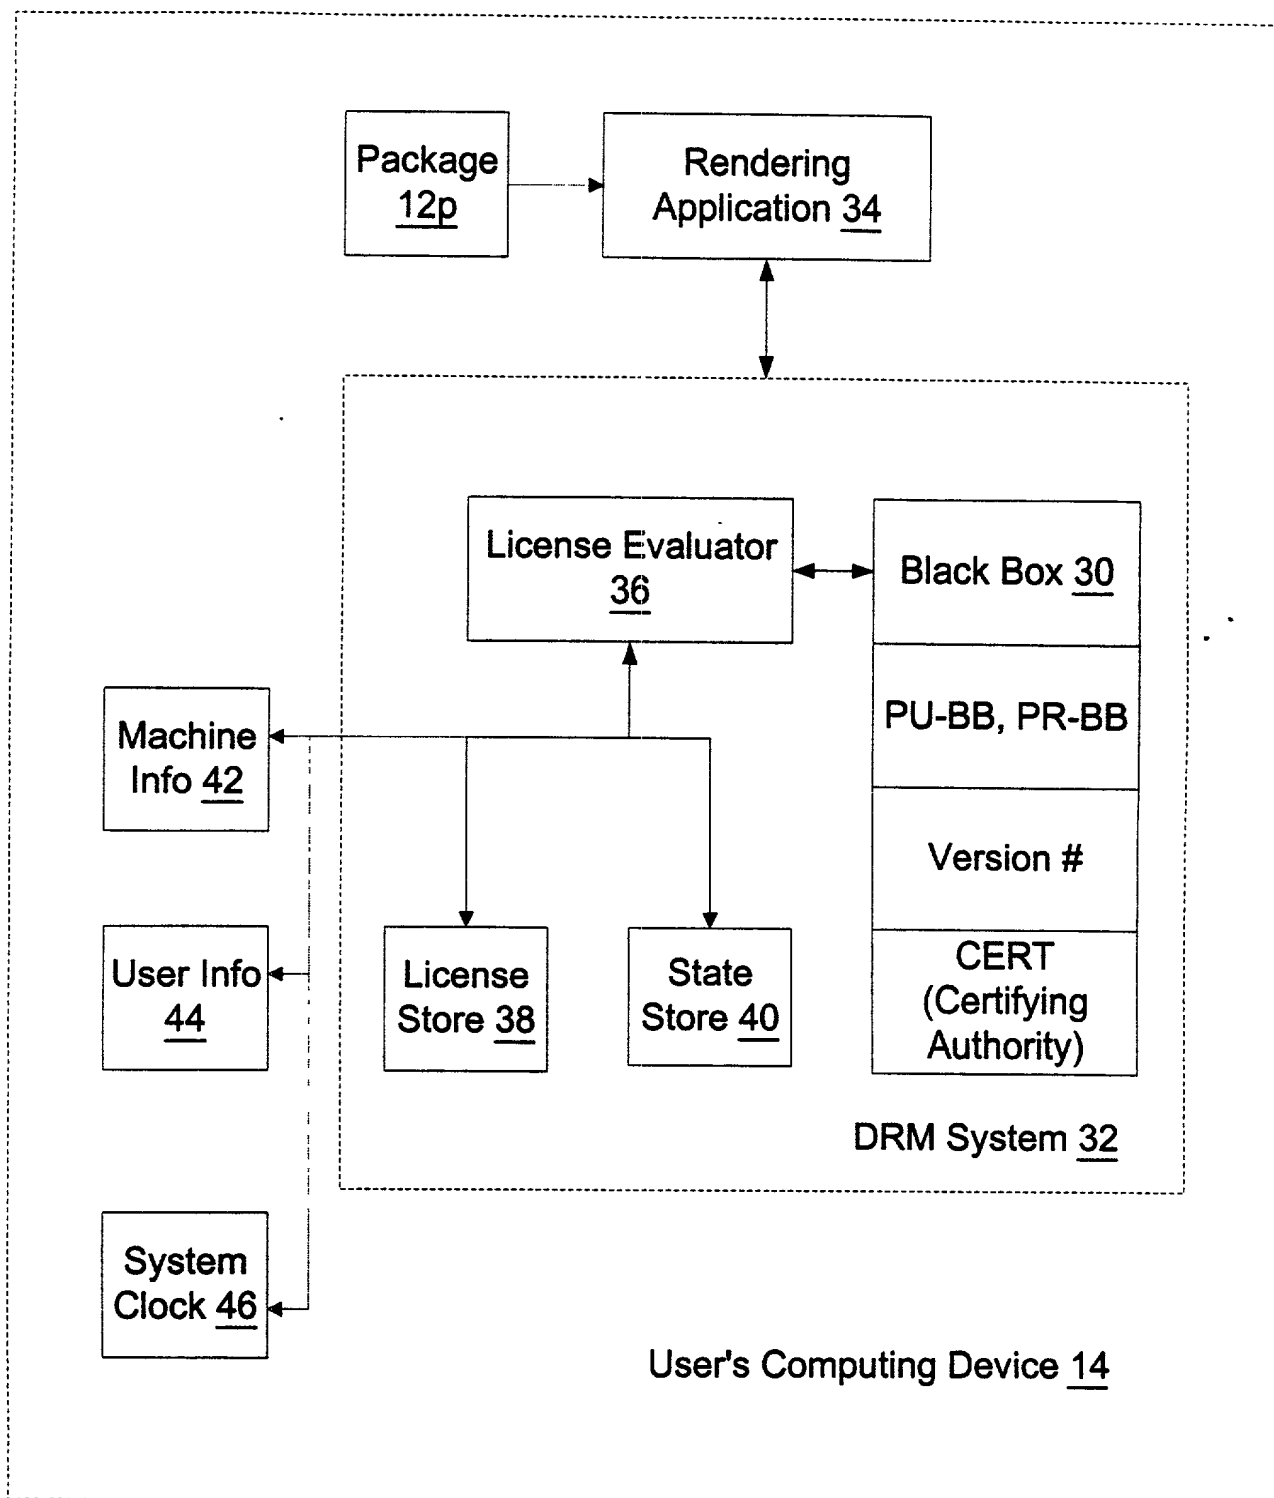 Package
12p
Rendering
Application 34
License Evaluator
36
Black Box 30
PU-BB, PR-BB
Version #
CERT
(Certifying
Authority)
Machine
Info 42
User Info
44
License
Store 38
State
Store 40
DRM System 32
System
Clock 46
User's Computing Device 14